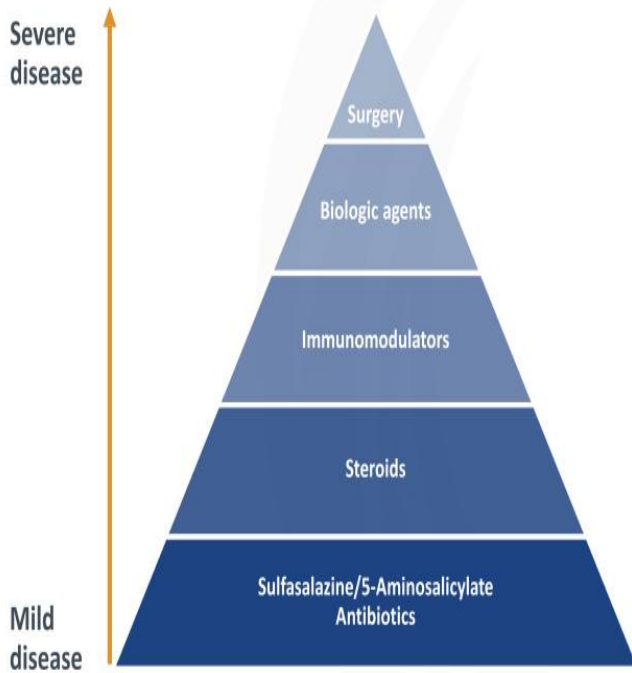 Severe
disease
Surgery
Biologic agents
Immunomodulators
Steroids
Sulfasalazine/5-Aminosalicylate
Antibiotics
Mild
disease